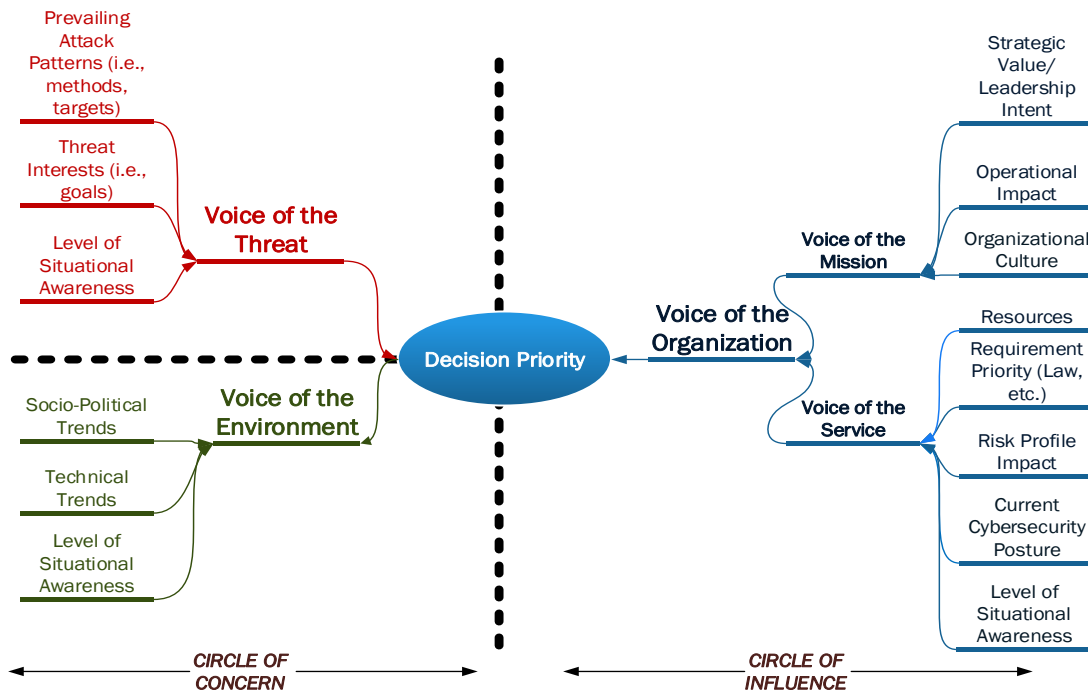 Prevailing
Attack
Patterns (i.e.,
methods,
targets)
Threat
Interests (i.e.,
goals)
Level of
Situational
Awareness
Voice of the
Threat
Socio-Political
Trends
Technical
Trends
Level of
Situational
Awareness
Voice of the
Environment
Decision Priority
Voice of the
Organization
Voice of the
Mission
Strategic
Value/
Leadership
Intent
Operational
Impact
Organizational
Culture
Voice of the
Service
Resources
Requirement
Priority (Law,
etc.)
Risk Profile
Impact
Current
Cybersecurity
Posture
Level of
Situational
Awareness
CIRCLE OF
CONCERN
CIRCLE OF
INFLUENCE